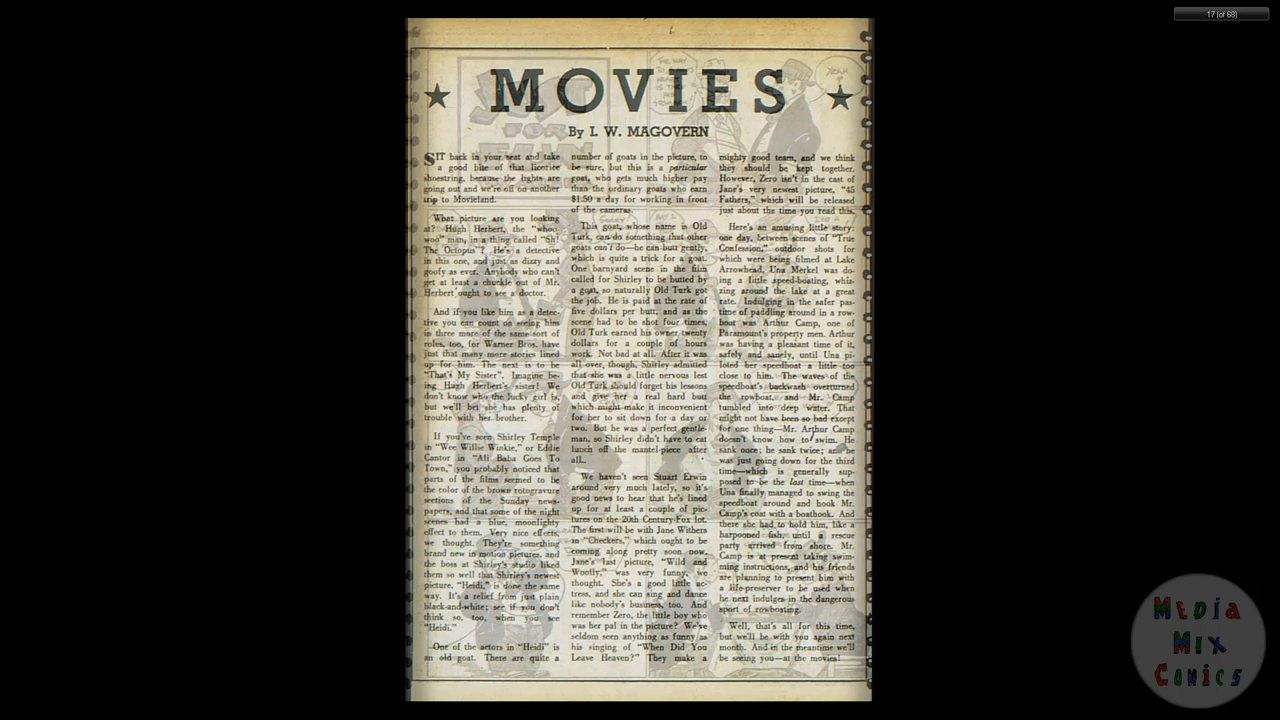 17 (of 68)
★ MOVIES ★
By I. W. MAGOVERN
SIT back in your seat and take
a good bite of that licorice
shoestring, because the lights are
going out and we're off on another
trip to Movieland.
What picture are you looking
at? Hugh Herbert, the "whoo
woo" man, in a thing called "Sh!
The Octopus"? He's a detective
in this one, and just as dizzy and
goofy as ever. Anybody who can't
get at least a chuckle out of Mr.
Herbert ought to see a doctor.
And if you like him as a detec-
tive you can count on seeing him
in three more of the same sort of
roles, too, for Warner Bros. have
just that many more stories lined
up for him. The next is to be
"That's My Sister". Imagine be-
ing Hugh Herbert's sister! We
don't know who the lucky girl is,
but we'll bet she has plenty of
trouble with her brother.
If you've seen Shirley Temple
in "Wee Willie Winkie," or Eddie
Cantor in "Ali Baba Goes To
Town," you probably noticed that
parts of the films seemed to be
the color of the brown rotogravure
sections of the Sunday news-
papers, and that some of the night
scenes had a blue, moonlighty
effect to them. Very nice effects,
we thought. They're something
brand new in motion pictures, and
the boss at Shirley's studio liked
them so well that Shirley's newest
picture, "Heidi," is done the same
way. It's a relief from just plain
black-and-white; see if you don't
think so, too, when you see
"Heidi."
One of the actors in "Heidi" is
an old goat. There are quite a
number of goats in the picture, to
be sure, but this is a particular
goat, who gets much higher pay
than the ordinary goats who earn
$1.50 a day for working in front
of the cameras.
This goat, whose name is Old
Turk, can do something that other
goats can't do—he can butt gently,
which is quite a trick for a goat.
One barnyard scene in the film
called for Shirley to be butted by
a goat, so naturally Old Turk got
the job. He is paid at the rate of
five dollars per butt, and as the
scene had to be shot four times,
Old Turk earned his owner twenty
dollars for a couple of hours
work. Not bad at all. After it was
all over, though, Shirley admitted
that she was a little nervous lest
Old Turk should forget his lessons
and give her a real hard butt
which might make it inconvenient
for her to sit down for a day or
two. But he was a perfect gentle-
man, so Shirley didn't have to eat
lunch off the mantel-piece after
all.
We haven't seen Stuart Erwin
around very much lately, so it's
good news to hear that he's lined
up for at least a couple of pic-
tures on the 20th Century-Fox lot.
The first will be with Jane Withers
in "Checkers," which ought to be
coming along pretty soon now.
Jane's last picture, "Wild and
Woolly," was very funny, we
thought. She's a good little ac-
tress, and she can sing and dance
like nobody's business, too. And
remember Zero, the little boy who
was her pal in the picture? We've
seldom seen anything as funny as
his singing of "When Did You
Leave Heaven?" They make a
mighty good team, and we think
they should be kept together.
However, Zero isn't in the cast of
Jane's very newest picture, "45
Fathers," which will be released
just about the time you read this.
Here's an amusing little story:
one day, between scenes of "True
Confession," outdoor shots for
which were being filmed at Lake
Arrowhead, Una Merkel was do-
ing a little speed-boating, whiz-
zing around the lake at a great
rate. Indulging in the safer pas-
time of paddling around in a row-
boat was Arthur Camp, one of
Paramount's property men. Arthur
was having a pleasant time of it,
safely and sanely, until Una pi-
loted her speedboat a little too
close to him. The waves of the
speedboat's backwash overturned
the rowboat, and Mr. Camp
tumbled into deep water. That
might not have been so bad except
for one thing—Mr. Arthur Camp
doesn't know how to swim. He
sank once; he sank twice; and he
was just going down for the third
time—which is generally sup-
posed to be the last time—when
Una finally managed to swing the
speedboat around and hook Mr.
Camp's coat with a boathook. And
there she had to hold him, like a
harpooned fish, until a rescue
party arrived from shore. Mr.
Camp is at present taking swim-
ming instructions, and his friends
are planning to present him with
a life-preserver to be used when
he next indulges in the dangerous
sport of rowboating.
Well, that's all for this time,
but we'll be with you again next
month. And in the meantime we'll
be seeing you—at the movies!
MEDIA
MIX
COMICS